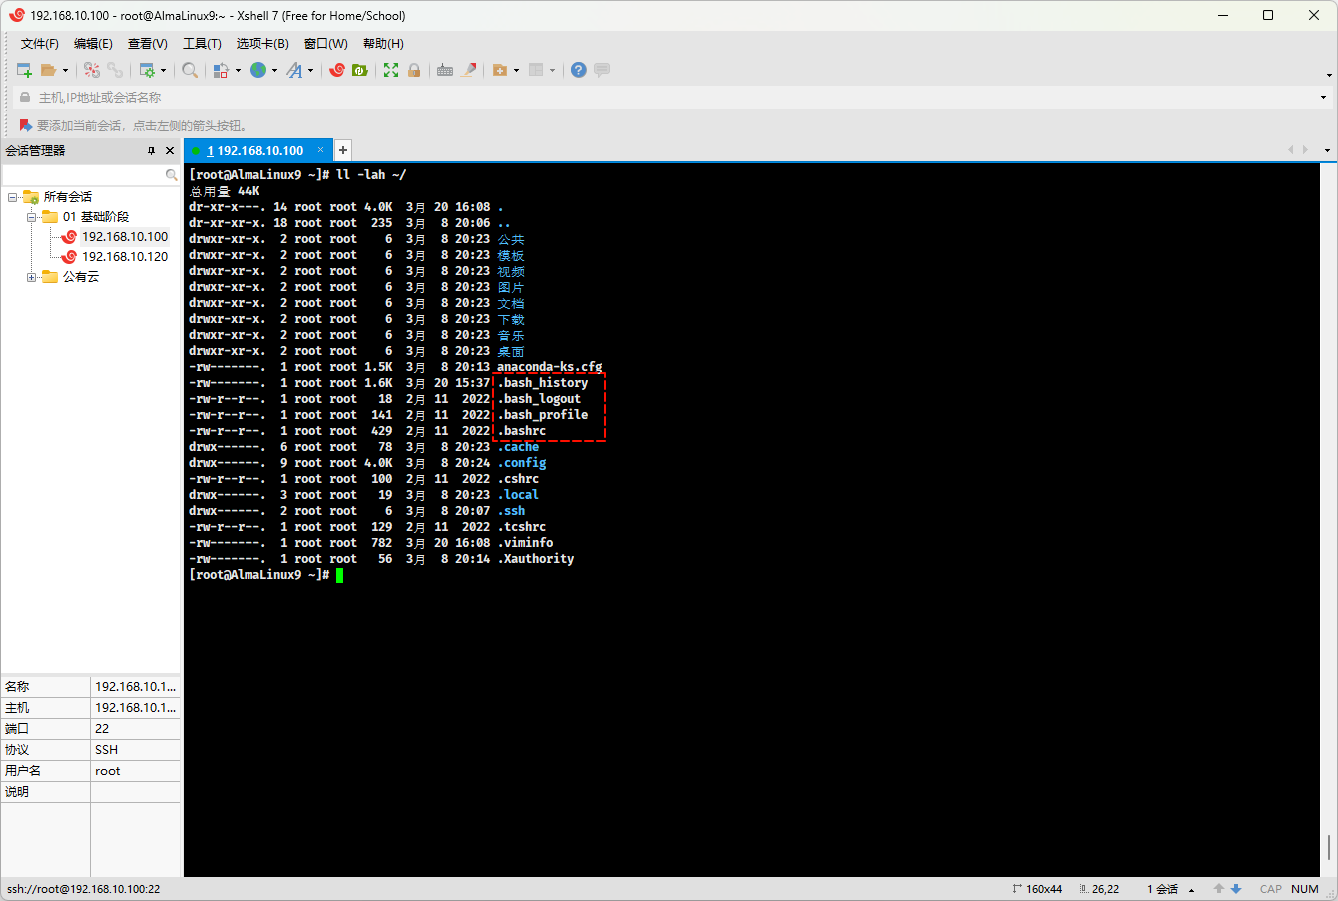 192.168.10.100 - root@AlmaLinux9:~ - Xshell 7 (Free for Home/School)
文件(F) 编辑(E) 查看(V) 工具(T) 选项卡(B) 窗口(W) 帮助(H)
主机,IP地址或会话名称
要添加当前会话，点击左侧的箭头按钮。
会话管理器
所有会话
01 基础阶段
192.168.10.100
192.168.10.120
公有云
名称 192.168.10.1...
主机 192.168.10.1...
端口 22
协议 SSH
用户名 root
说明
1 192.168.10.100 × +
[root@AlmaLinux9 ~]# ll -lah ~/
总用量 44K
dr-xr-x---. 14 root root 4.0K 3月 20 16:08 .
dr-xr-xr-x. 18 root root 235 3月 8 20:06 ..
drwxr-xr-x. 2 root root 6 3月 8 20:23 公共
drwxr-xr-x. 2 root root 6 3月 8 20:23 模板
drwxr-xr-x. 2 root root 6 3月 8 20:23 视频
drwxr-xr-x. 2 root root 6 3月 8 20:23 图片
drwxr-xr-x. 2 root root 6 3月 8 20:23 文档
drwxr-xr-x. 2 root root 6 3月 8 20:23 下载
drwxr-xr-x. 2 root root 6 3月 8 20:23 音乐
drwxr-xr-x. 2 root root 6 3月 8 20:23 桌面
-rw-------. 1 root root 1.5K 3月 8 20:13 anaconda-ks.cfg
-rw-------. 1 root root 1.6K 3月 20 15:37 .bash_history
-rw-r--r--. 1 root root 18 2月 11 2022 .bash_logout
-rw-r--r--. 1 root root 141 2月 11 2022 .bash_profile
-rw-r--r--. 1 root root 429 2月 11 2022 .bashrc
drwx------. 6 root root 78 3月 8 20:23 .cache
drwx------. 9 root root 4.0K 3月 8 20:24 .config
-rw-r--r--. 1 root root 100 2月 11 2022 .cshrc
drwx------. 3 root root 19 3月 8 20:23 .local
drwx------. 2 root root 6 3月 8 20:07 .ssh
-rw-r--r--. 1 root root 129 2月 11 2022 .tcshrc
-rw-------. 1 root root 782 3月 20 16:08 .viminfo
-rw-------. 1 root root 56 3月 8 20:14 .Xauthority
[root@AlmaLinux9 ~]#
ssh://root@192.168.10.100:22 160x44 26,22 1 会话 CAP NUM